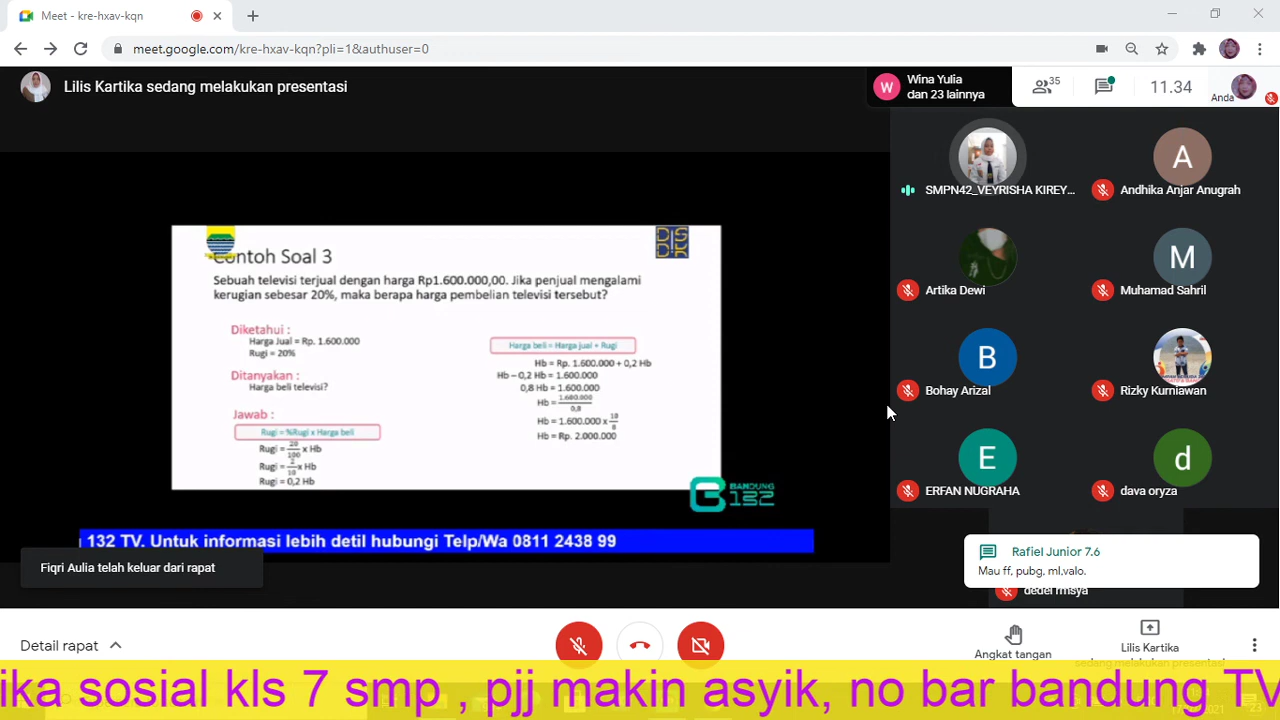 Meet - kre-hxav-kqn
meet.google.com/kre-hxav-kqn?pli=1&authuser=0
Lilis Kartika sedang melakukan presentasi
W
Wina Yulia
dan 23 lainnya
35
11.34
Anda
Contoh Soal 3
DIS
D!K
Sebuah televisi terjual dengan harga Rp1.600.000,00. Jika penjual mengalami
kerugian sebesar 20%, maka berapa harga pembelian televisi tersebut?
Diketahui :
Harga Jual = Rp. 1.600.000
Rugi = 20%
Ditanyakan :
Harga beli televisi?
Jawab :
Rugi = %Rugi x Harga beli
Rugi = 20/100 x Hb
Rugi = 2/10 x Hb
Rugi = 0,2 Hb
Harga beli = Harga jual + Rugi
Hb = Rp. 1.600.000 + 0,2 Hb
Hb – 0,2 Hb = 1.600.000
0,8 Hb = 1.600.000
Hb = 1.600.000/0,8
Hb = 1.600.000 x 10/8
Hb = Rp. 2.000.000
BANDUNG
132
132 TV. Untuk informasi lebih detil hubungi Telp/Wa 0811 2438 99
Fiqri Aulia telah keluar dari rapat
SMPN42_VEYRISHA KIREY...
A
Andhika Anjar Anugrah
Artika Dewi
M
Muhamad Sahril
B
Bohay Arizal
Rizky Kurniawan
E
ERFAN NUGRAHA
d
dava oryza
Rafiel Junior 7.6
Mau ff, pubg, ml,valo.
dedel rmsya
Detail rapat
Angkat tangan
Lilis Kartika
sedang melakukan presentasi
ika sosial kls 7 smp , pjj makin asyik, no bar bandung TV